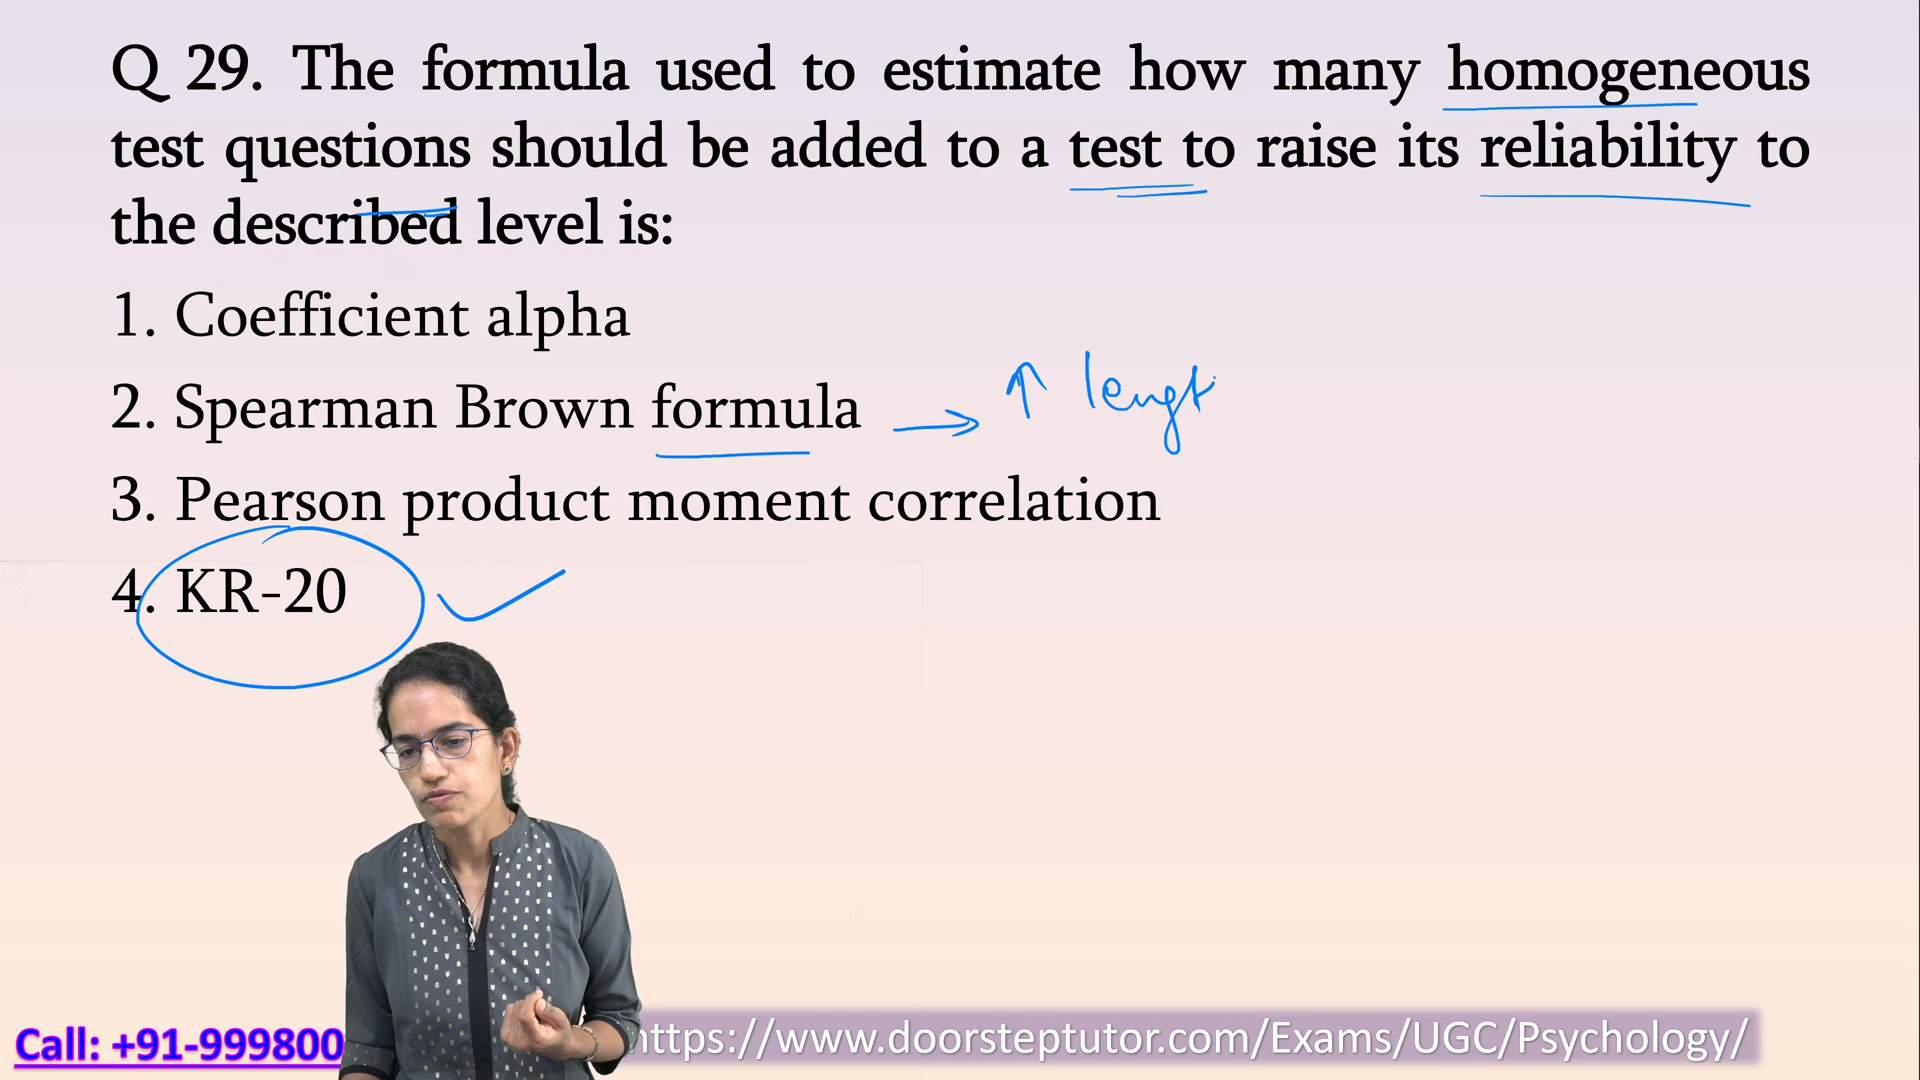 Q 29. The formula used to estimate how many homogeneous
test questions should be added to a test to raise its reliability to
the described level is:
1. Coefficient alpha
2. Spearman Brown formula → ↑ lengt
3. Pearson product moment correlation
4. KR-20 ✓
Call: +91-999800
https://www.doorsteptutor.com/Exams/UGC/Psychology/